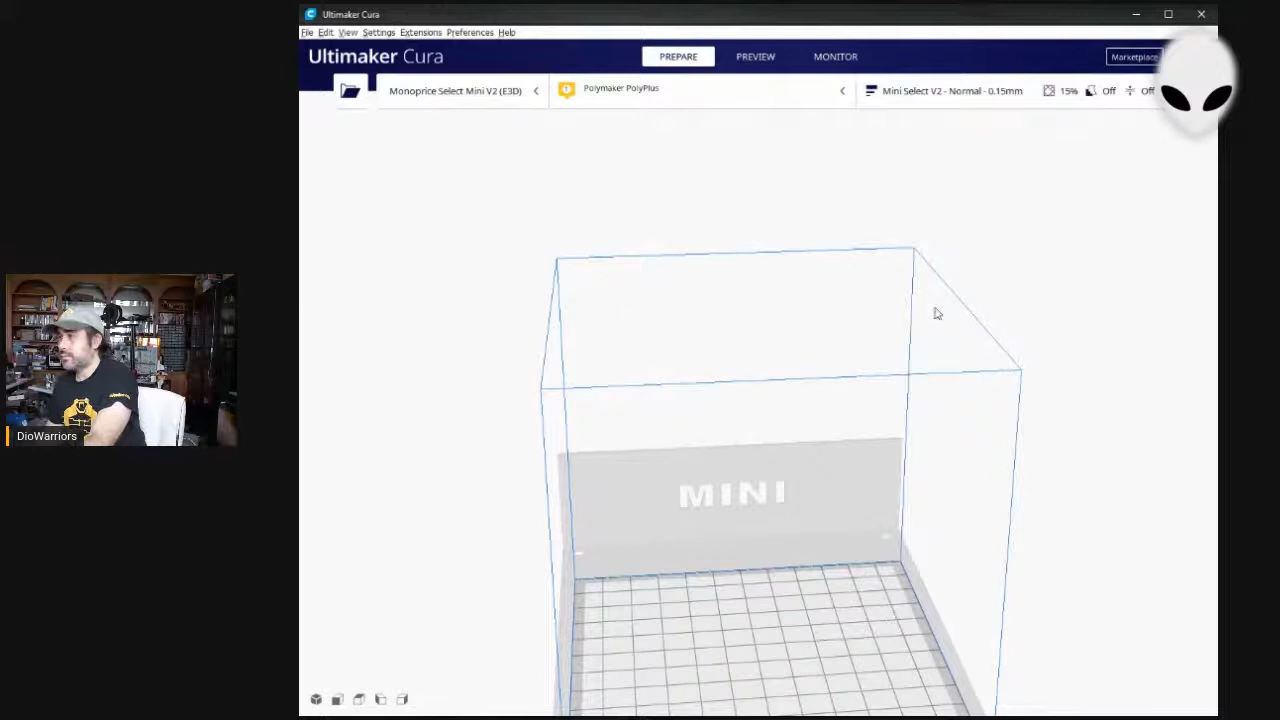 Ultimaker Cura
File Edit View Settings Extensions Preferences Help
Ultimaker Cura
PREPARE
PREVIEW
MONITOR
Marketplace
Monoprice Select Mini V2 (E3D)
Polymaker PolyPlus
Mini Select V2 - Normal - 0.15mm
15%
Off
Off
MINI
DioWarriors